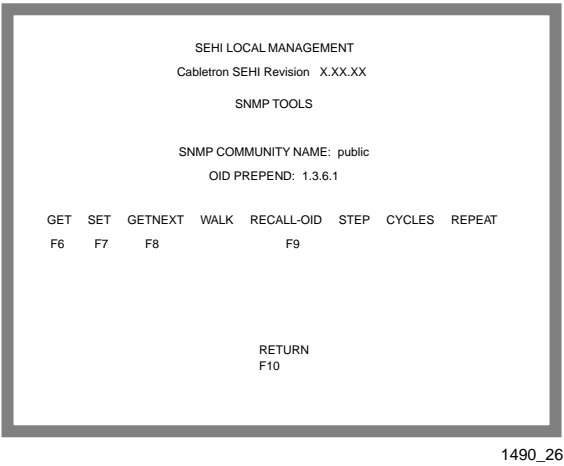 SEHI LOCAL MANAGEMENT
Cabletron SEHI Revision X.XX.XX
SNMP TOOLS
SNMP COMMUNITY NAME: public
OID PREPEND: 1.3.6.1
GET SET GETNEXT WALK RECALL-OID STEP CYCLES REPEAT
F6 F7 F8 F9
RETURN
F10
1490_26